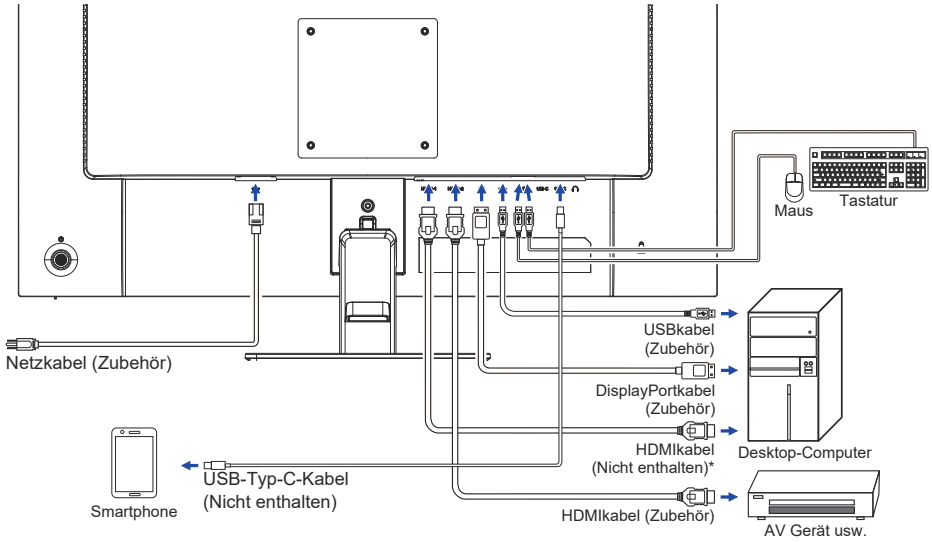 Maus
Tastatur
USBkabel
(Zubehör)
Netzkabel (Zubehör)
DisplayPortkabel
(Zubehör)
HDMIkabel
(Nicht enthalten)*
Desktop-Computer
USB-Typ-C-Kabel
(Nicht enthalten)
Smartphone
HDMIkabel (Zubehör)
AV Gerät usw.